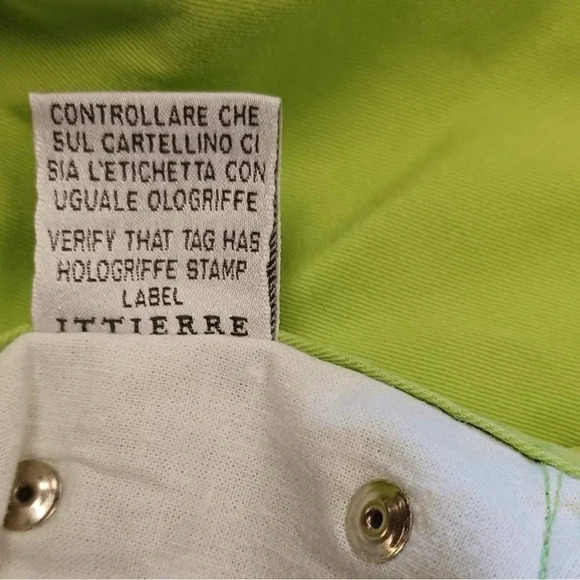 CONTROLLARE CHE
SUL CARTELLINO CI
SIA L'ETICHETTA CON
UGUALE OLOGRIFFE
VERIFY THAT TAG HAS
HOLOGRIFFE STAMP
LABEL
ITTIERRE